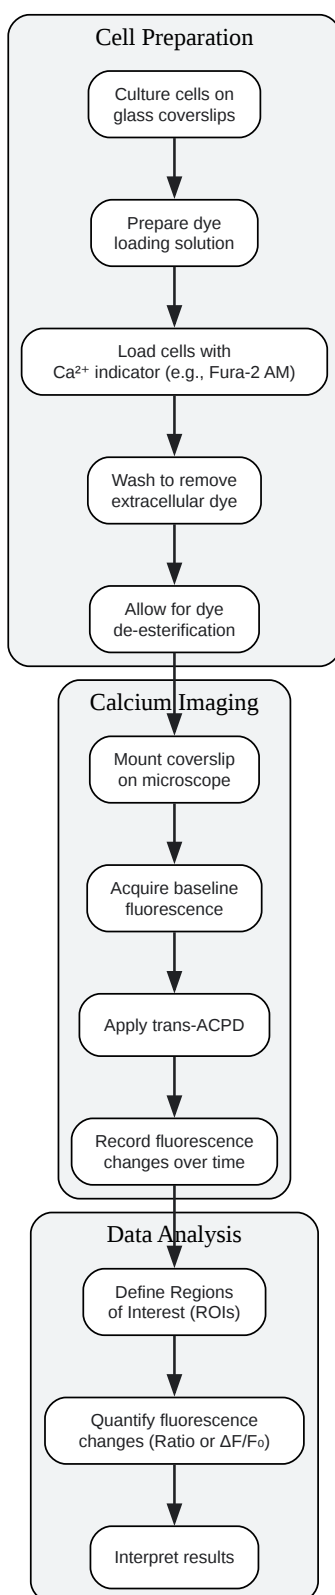 Cell Preparation
Culture cells on
glass coverslips
Prepare dye
loading solution
Load cells with
Ca²⁺ indicator (e.g., Fura-2 AM)
Wash to remove
extracellular dye
Allow for dye
de-esterification
Calcium Imaging
Mount coverslip
on microscope
Acquire baseline
fluorescence
Apply trans-ACPD
Record fluorescence
changes over time
Data Analysis
Define Regions
of Interest (ROIs)
Quantify fluorescence
changes (Ratio or ΔF/F₀)
Interpret results